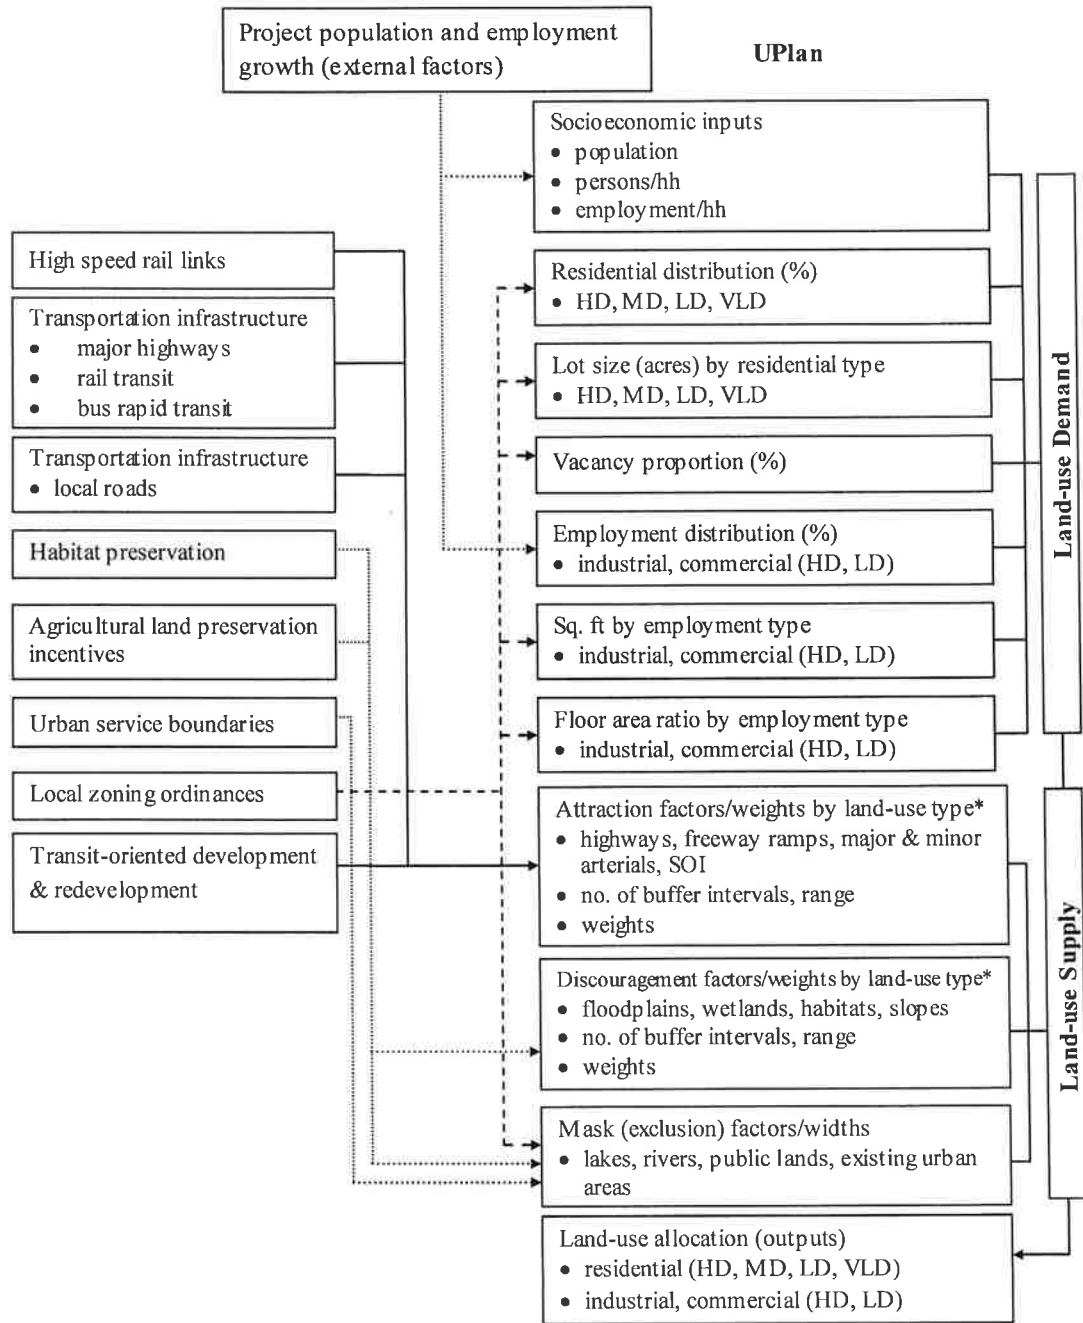 Project population and employment
growth (external factors)
UPlan
Socioeconomic inputs
• population
• persons/hh
• employment/hh
High speed rail links
Transportation infrastructure
• major highways
• rail transit
• bus rapid transit
Transportation infrastructure
• local roads
Habitat preservation
Agricultural land preservation
incentives
Urban service boundaries
Local zoning ordinances
Transit-oriented development
& redevelopment
Residential distribution (%)
• HD, MD, LD, VLD
Lot size (acres) by residential type
• HD, MD, LD, VLD
Vacancy proportion (%)
Employment distribution (%)
• industrial, commercial (HD, LD)
Sq. ft by employment type
• industrial, commercial (HD, LD)
Floor area ratio by employment type
• industrial, commercial (HD, LD)
Land-use Demand
Attraction factors/weights by land-use type*
• highways, freeway ramps, major & minor
arterials, SOI
• no. of buffer intervals, range
• weights
Discouragement factors/weights by land-use type*
• floodplains, wetlands, habitats, slopes
• no. of buffer intervals, range
• weights
Mask (exclusion) factors/widths
• lakes, rivers, public lands, existing urban
areas
Land-use Supply
Land-use allocation (outputs)
• residential (HD, MD, LD, VLD)
• industrial, commercial (HD, LD)